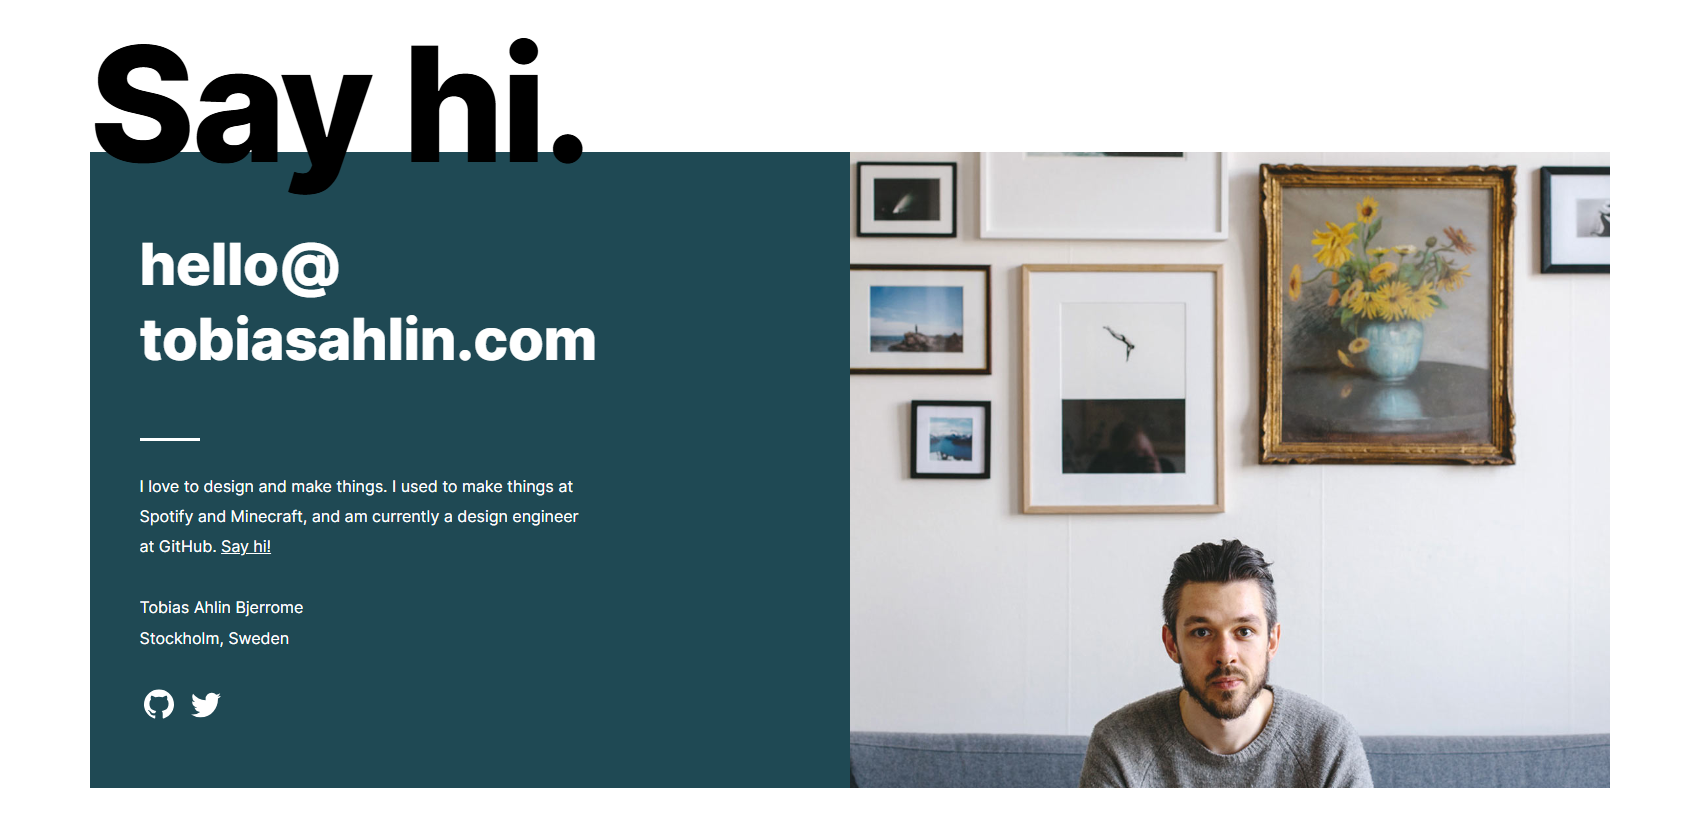 Say hi.
hello@
tobiasahlin.com
I love to design and make things. I used to make things at
Spotify and Minecraft, and am currently a design engineer
at GitHub. Say hi!
Tobias Ahlin Bjerrome
Stockholm, Sweden